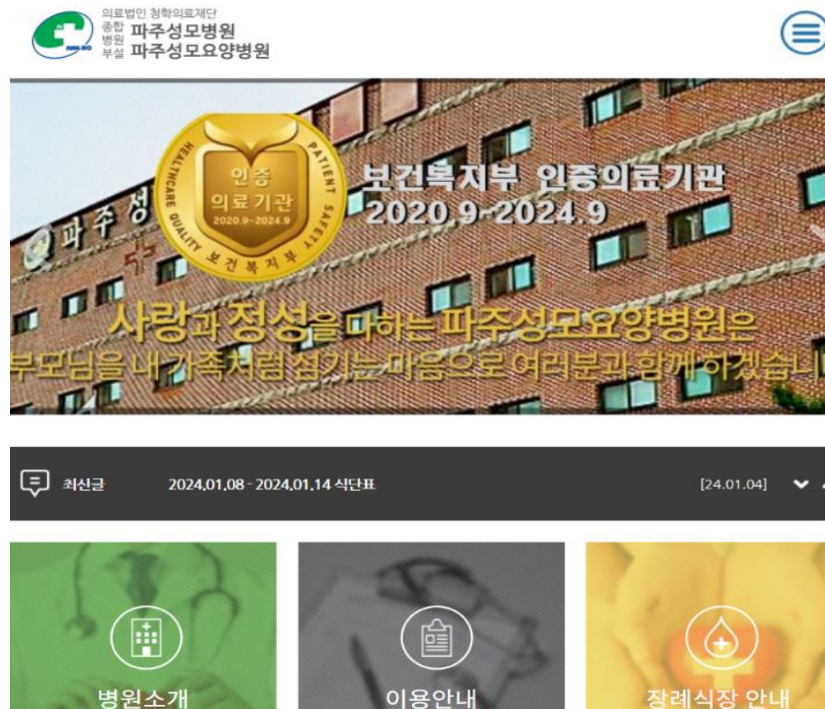 의료법인 청학의료재단
종합병원 파주성모병원
부설 파주성모요양병원
파주성
HEALTHCARE QUALITY PATIENT SAFETY
인증
의료기관
2020.9-2024.9
보건복지부
보건복지부 인증의료기관
2020.9-2024.9
사랑과 정성을 다하는 파주성모요양병원은
부모님을 내 가족처럼 섬기는 마음으로 여러분과 함께 하겠습니
최신글 2024.01.08 - 2024.01.14 식단표 [24.01.04]
병원소개 이용안내 장례식장 안내